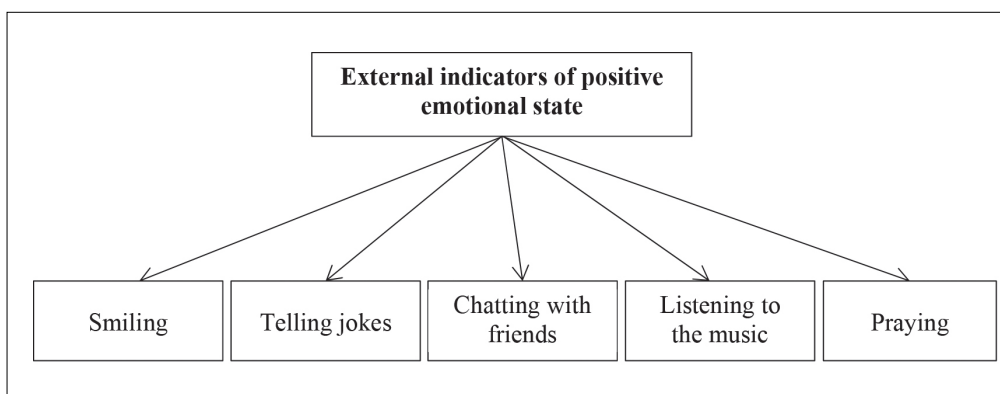 External indicators of positive
emotional state
Smiling
Telling jokes
Chatting with
friends
Listening to
the music
Praying